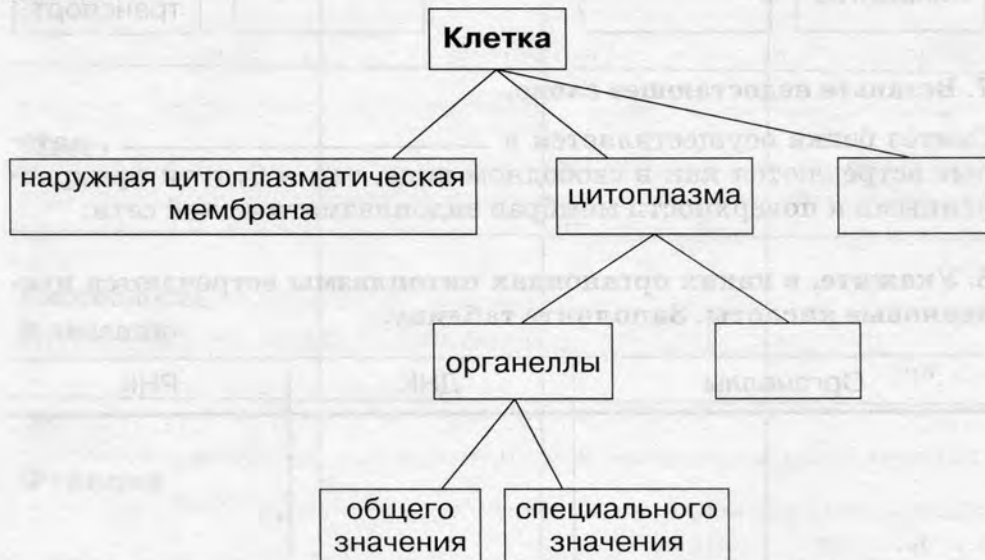 Клетка
наружная цитоплазматическая
мембрана
цитоплазма
органеллы
общего
значения
специального
значения